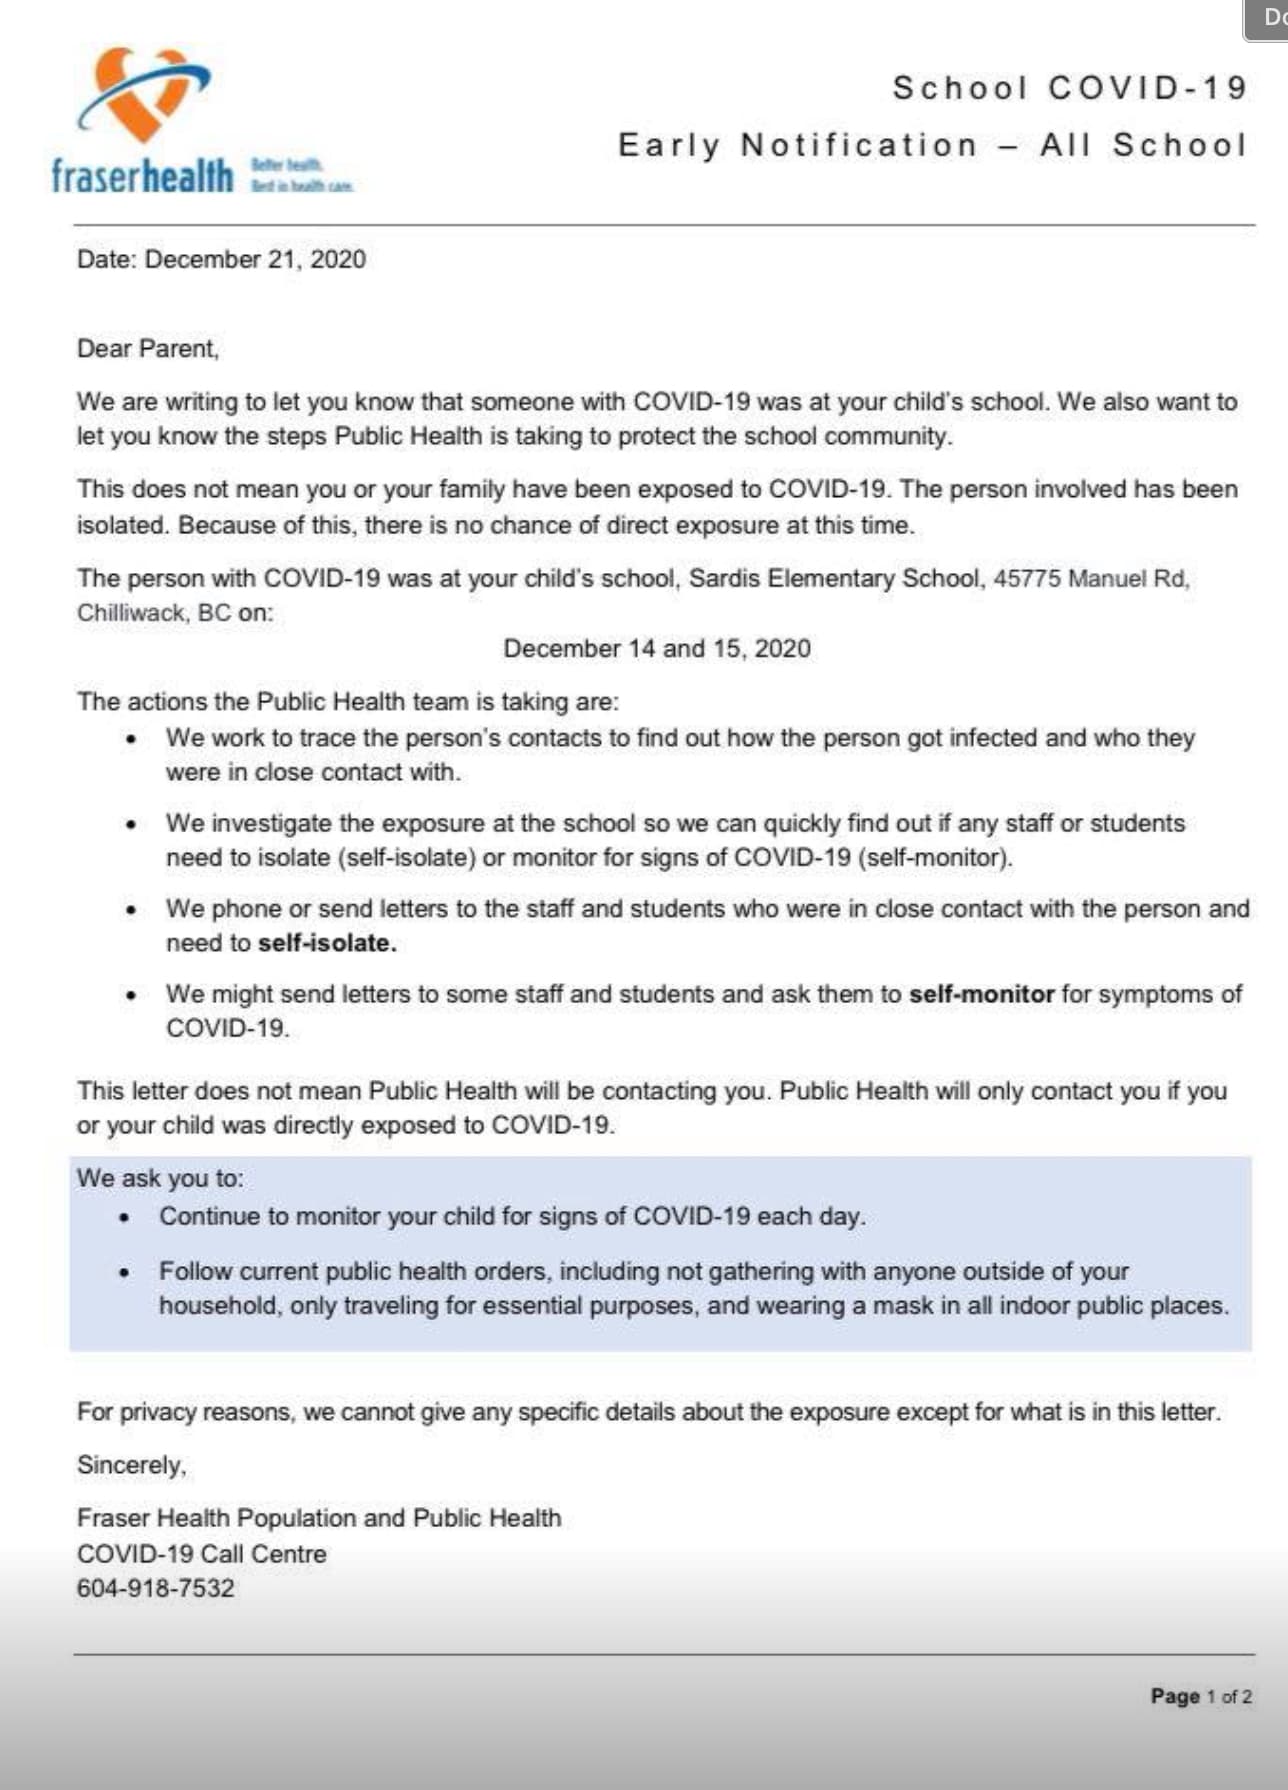 Do
School COVID-19
Early Notification – All School
fraserhealth
Better health.
Best in health care.
Date: December 21, 2020
Dear Parent,
We are writing to let you know that someone with COVID-19 was at your child's school. We also want to
let you know the steps Public Health is taking to protect the school community.
This does not mean you or your family have been exposed to COVID-19. The person involved has been
isolated. Because of this, there is no chance of direct exposure at this time.
The person with COVID-19 was at your child's school, Sardis Elementary School, 45775 Manuel Rd,
Chilliwack, BC on:
December 14 and 15, 2020
The actions the Public Health team is taking are:
• We work to trace the person's contacts to find out how the person got infected and who they
were in close contact with.
• We investigate the exposure at the school so we can quickly find out if any staff or students
need to isolate (self-isolate) or monitor for signs of COVID-19 (self-monitor).
• We phone or send letters to the staff and students who were in close contact with the person and
need to self-isolate.
• We might send letters to some staff and students and ask them to self-monitor for symptoms of
COVID-19.
This letter does not mean Public Health will be contacting you. Public Health will only contact you if you
or your child was directly exposed to COVID-19.
We ask you to:
• Continue to monitor your child for signs of COVID-19 each day.
• Follow current public health orders, including not gathering with anyone outside of your
household, only traveling for essential purposes, and wearing a mask in all indoor public places.
For privacy reasons, we cannot give any specific details about the exposure except for what is in this letter.
Sincerely,
Fraser Health Population and Public Health
COVID-19 Call Centre
604-918-7532
Page 1 of 2